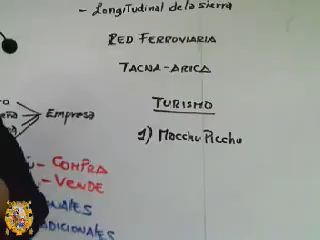 - Longitudinal de la sierra
RED FERROVIARIA
TACNA-ARICA
TURISMO
Empresa
1) Macchu Picchu
- COMPRA
- VENDE